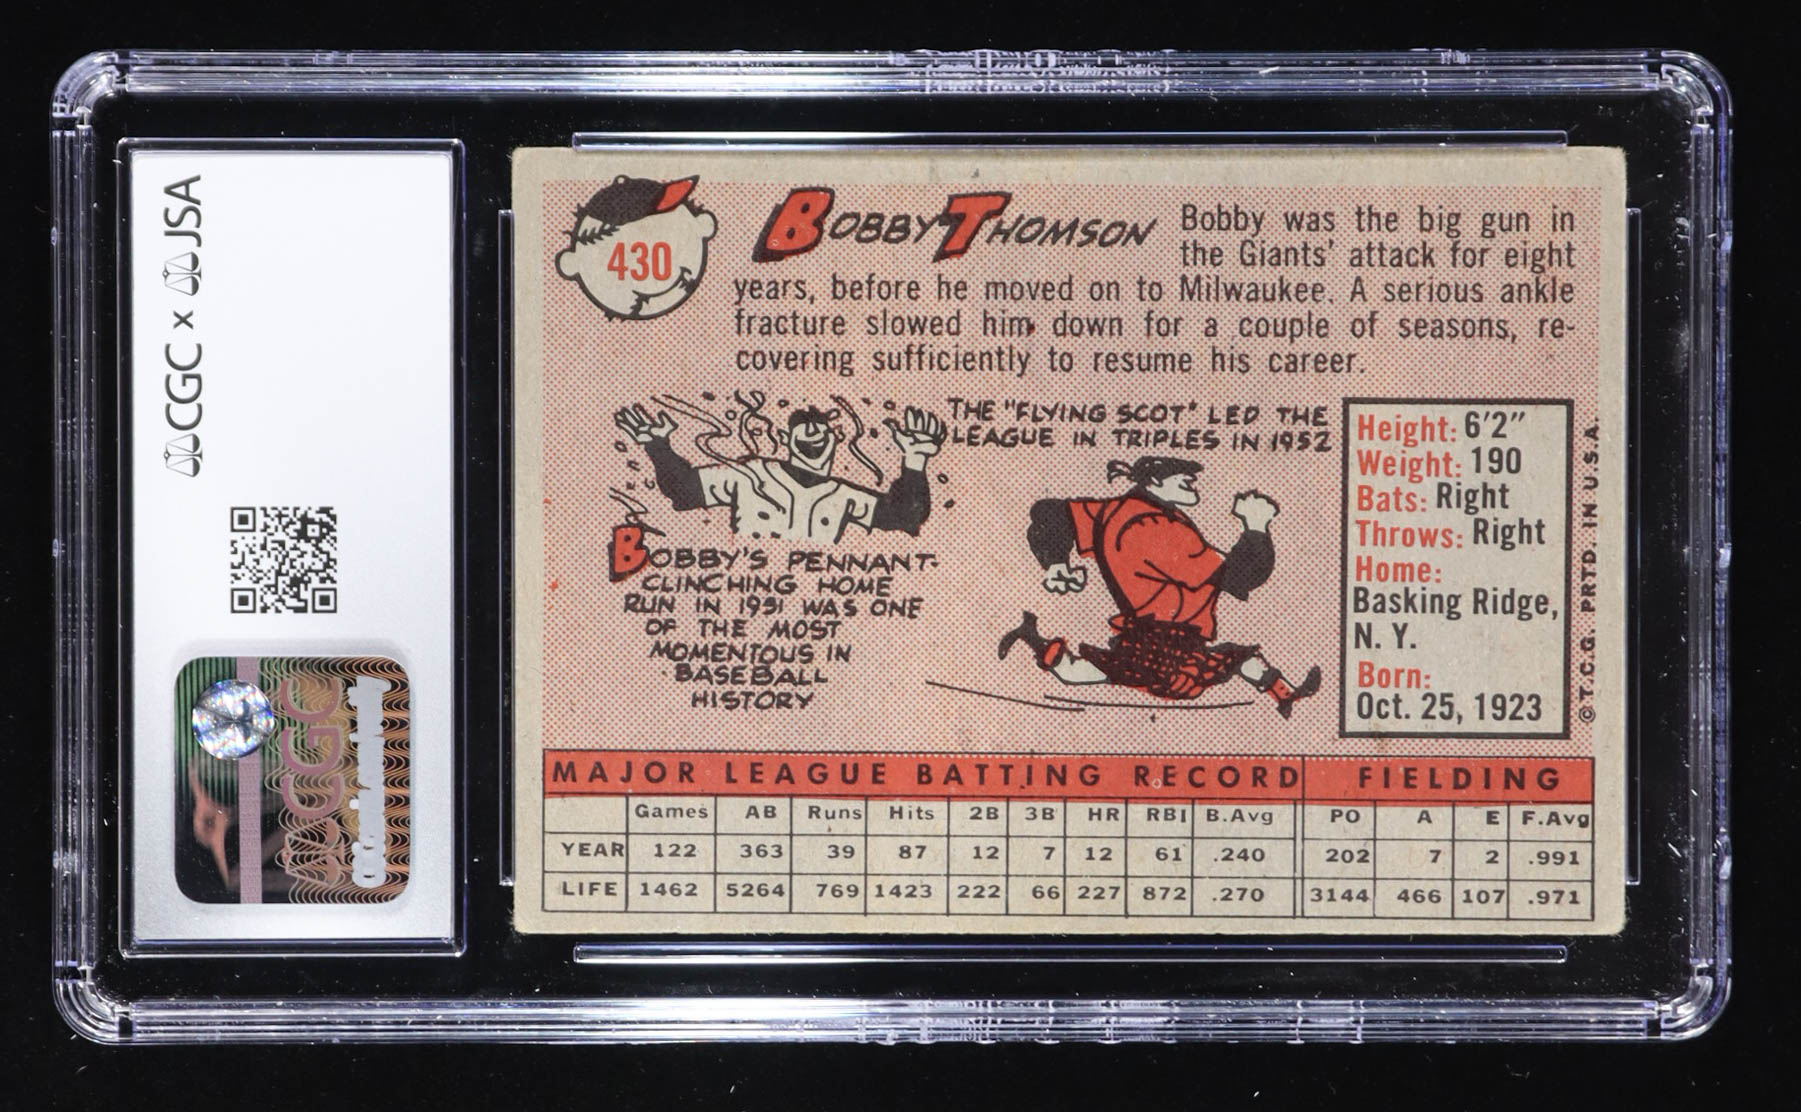 CGC x JSA
430
BOBBY THOMSON
Bobby was the big gun in
the Giants' attack for eight
years, before he moved on to Milwaukee. A serious ankle
fracture slowed him down for a couple of seasons, re-
covering sufficiently to resume his career.
THE "FLYING SCOT" LED THE
LEAGUE IN TRIPLES IN 1952
BOBBY'S PENNANT-
CLINCHING HOME
RUN IN 1951 WAS ONE
OF THE MOST
MOMENTOUS IN
BASEBALL
HISTORY
Height: 6'2"
Weight: 190
Bats: Right
Throws: Right
Home:
Basking Ridge,
N. Y.
Born:
Oct. 25, 1923
© T.C.G. PRTD. IN U.S.A.
MAJOR LEAGUE BATTING RECORD FIELDING
Games AB Runs Hits 2B 3B HR RBI B.Avg PO A E F.Avg
YEAR 122 363 39 87 12 7 12 61 .240 202 7 2 .991
LIFE 1462 5264 769 1423 222 66 227 872 .270 3144 466 107 .971
CGC